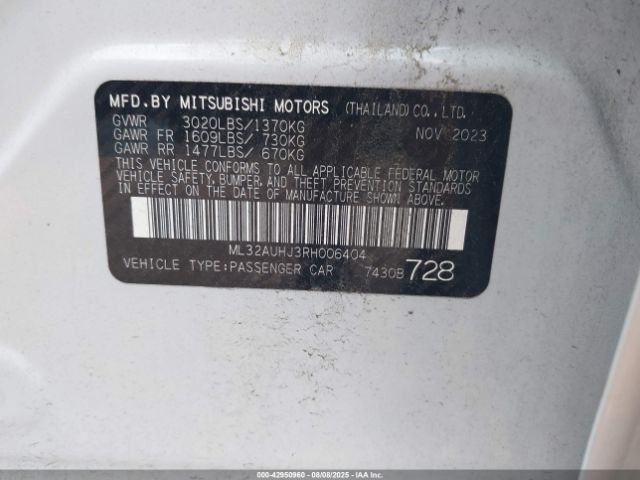 MFD.BY MITSUBISHI MOTORS (THAILAND) CO., LTD.
GVWR 3020LBS/1370KG NOV 2023
GAWR FR 1609LBS/ 730KG
GAWR RR 1477LBS/ 670KG
THIS VEHICLE CONFORMS TO ALL APPLICABLE FEDERAL MOTOR
VEHICLE SAFETY, BUMPER, AND THEFT PREVENTION STANDARDS
IN EFFECT ON THE DATE OF MANUFACTURE SHOWN ABOVE.
ML32AUHJ3RH006404
VEHICLE TYPE:PASSENGER CAR 7430B 728
000-42950960 - 08/08/2025 - IAAI.COM